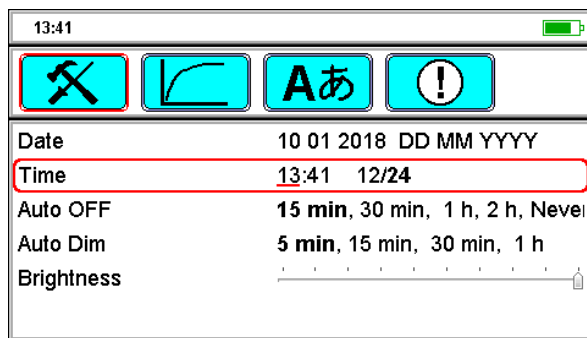 13:41
Aあ
!
Date 10 01 2018 DD MM YYYY
Time 13:41 12/24
Auto OFF 15 min, 30 min, 1 h, 2 h, Never
Auto Dim 5 min, 15 min, 30 min, 1 h
Brightness